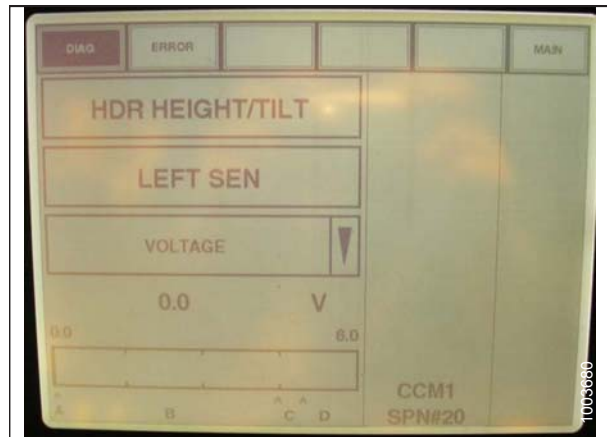 DIAG ERROR MAIN
HDR HEIGHT/TILT
LEFT SEN
VOLTAGE
0.0 V
0.0 6.0
A B C D
CCM1
SPN#20
1003680